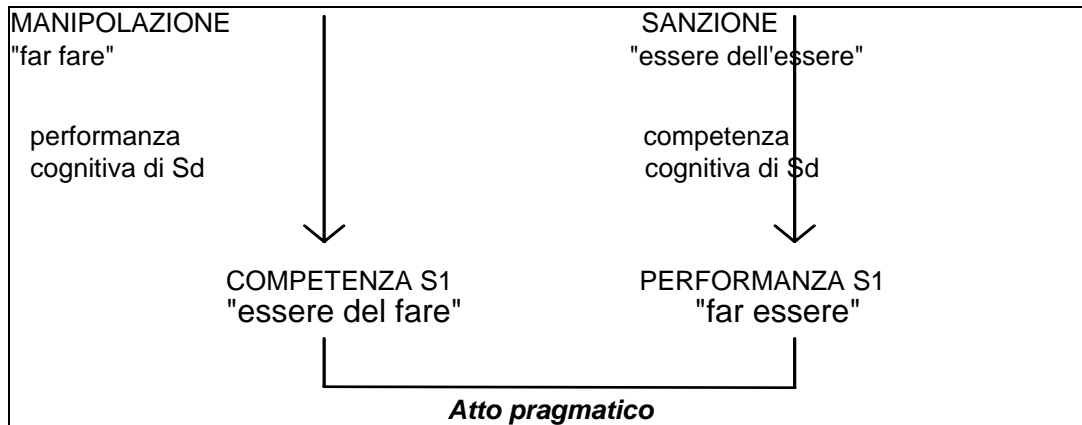 MANIPOLAZIONE
"far fare"
performanza
cognitiva di Sd
SANZIONE
"essere dell'essere"
competenza
cognitiva di Sd
COMPETENZA S1
"essere del fare"
PERFORMANZA S1
"far essere"
Atto pragmatico